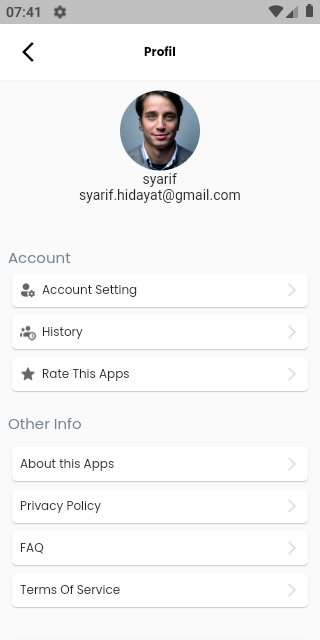 07:41
Profil
syarif
syarif.hidayat@gmail.com
Account
Account Setting
History
Rate This Apps
Other Info
About this Apps
Privacy Policy
FAQ
Terms Of Service